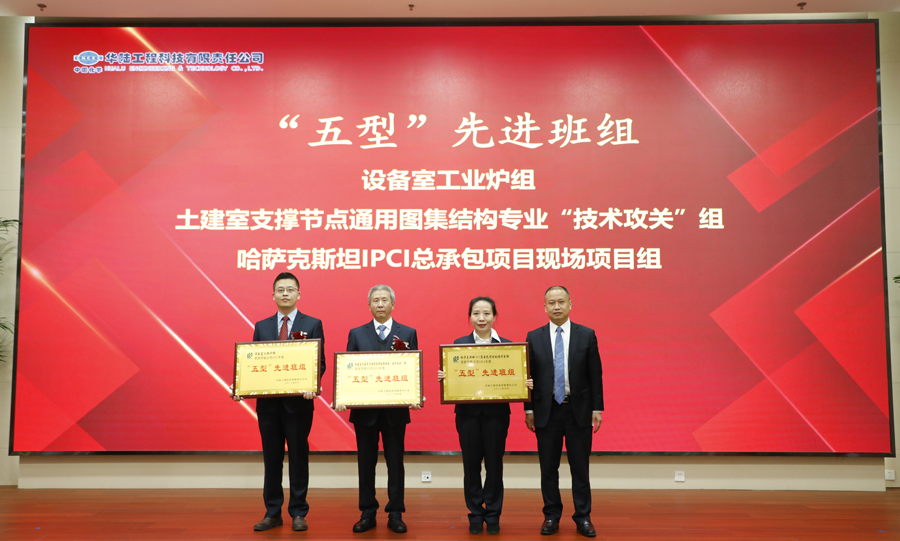 华陆工程科技有限责任公司
HUALU ENGINEERING & TECHNOLOGY CO.,LTD.
中国化学
“五型”先进班组
设备室工业炉组
土建室支撑节点通用图集结构专业“技术攻关”组
哈萨克斯坦IPCI总承包项目现场项目组
“五型”先进班组
“五型”先进班组
“五型”先进班组